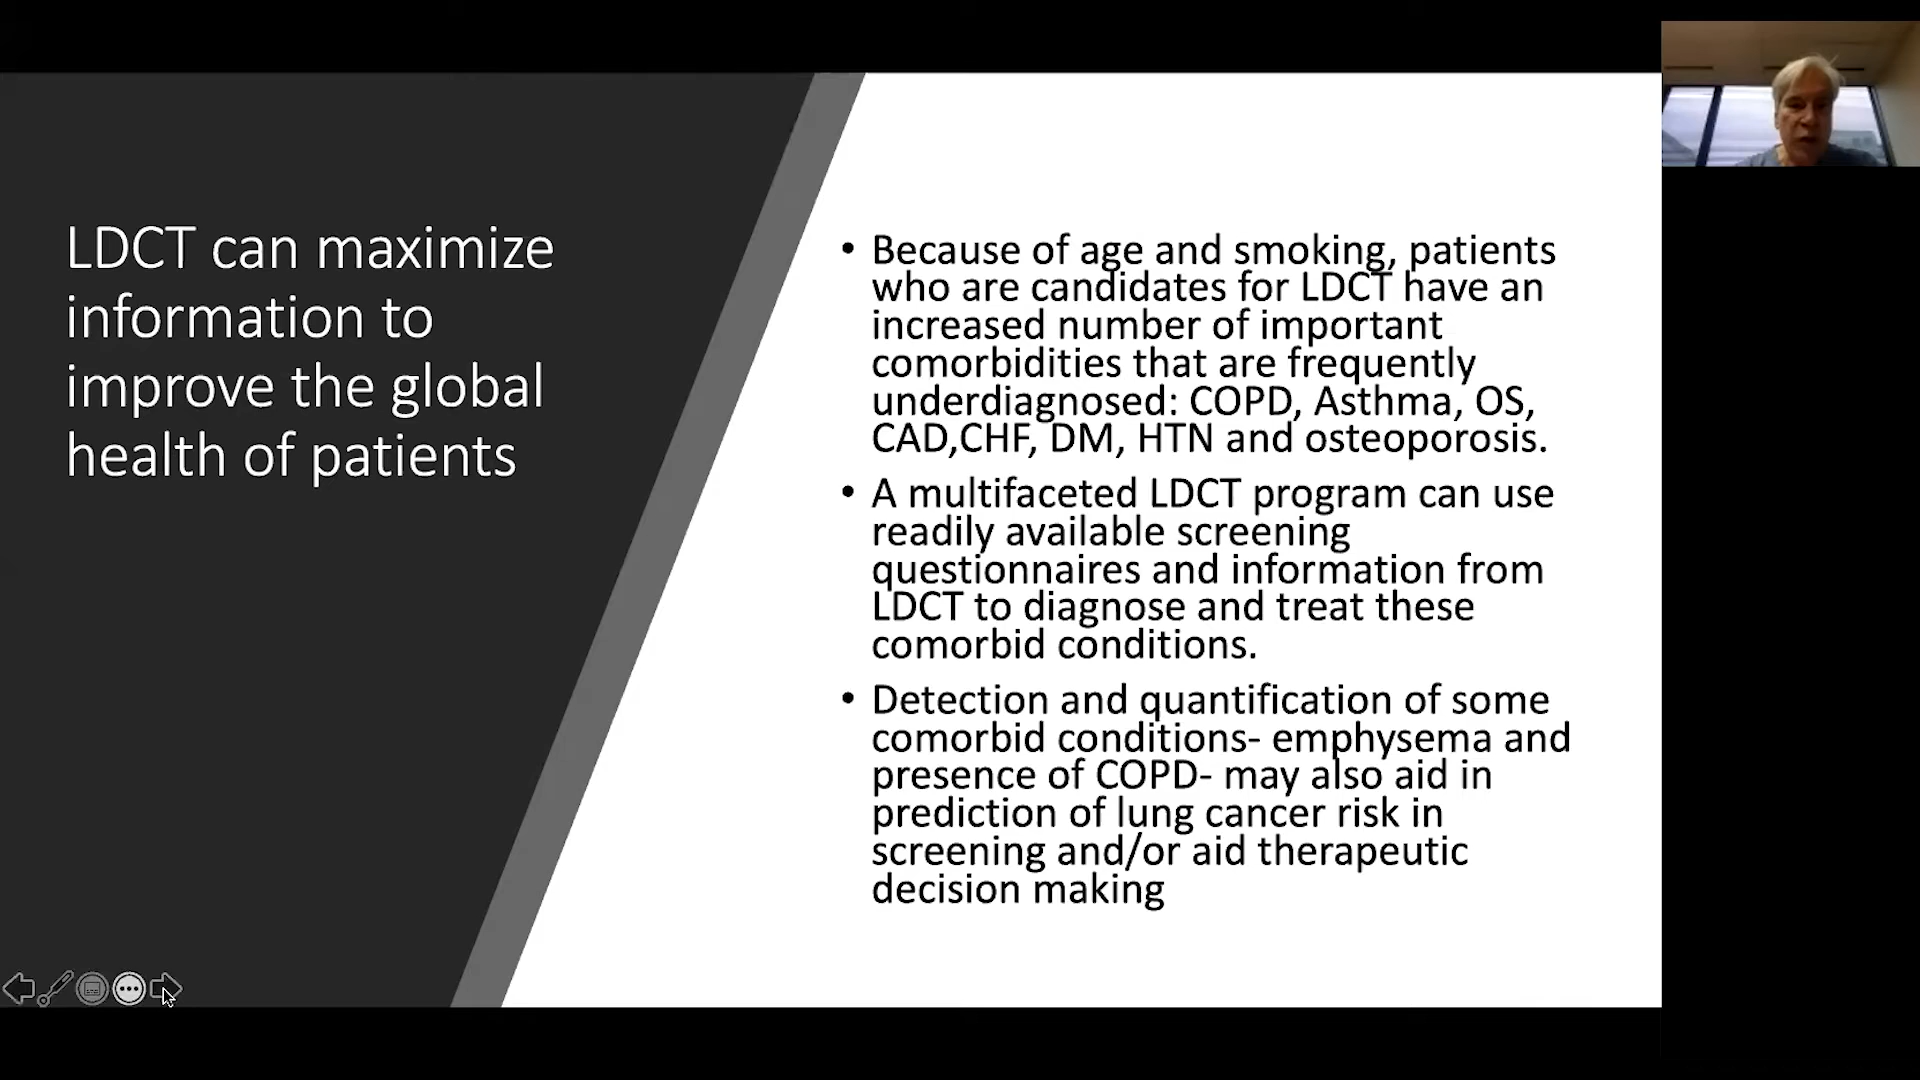 LDCT can maximize
information to
improve the global
health of patients
• Because of age and smoking, patients
who are candidates for LDCT have an
increased number of important
comorbidities that are frequently
underdiagnosed: COPD, Asthma, OS,
CAD,CHF, DM, HTN and osteoporosis.
• A multifaceted LDCT program can use
readily available screening
questionnaires and information from
LDCT to diagnose and treat these
comorbid conditions.
• Detection and quantification of some
comorbid conditions- emphysema and
presence of COPD- may also aid in
prediction of lung cancer risk in
screening and/or aid therapeutic
decision making